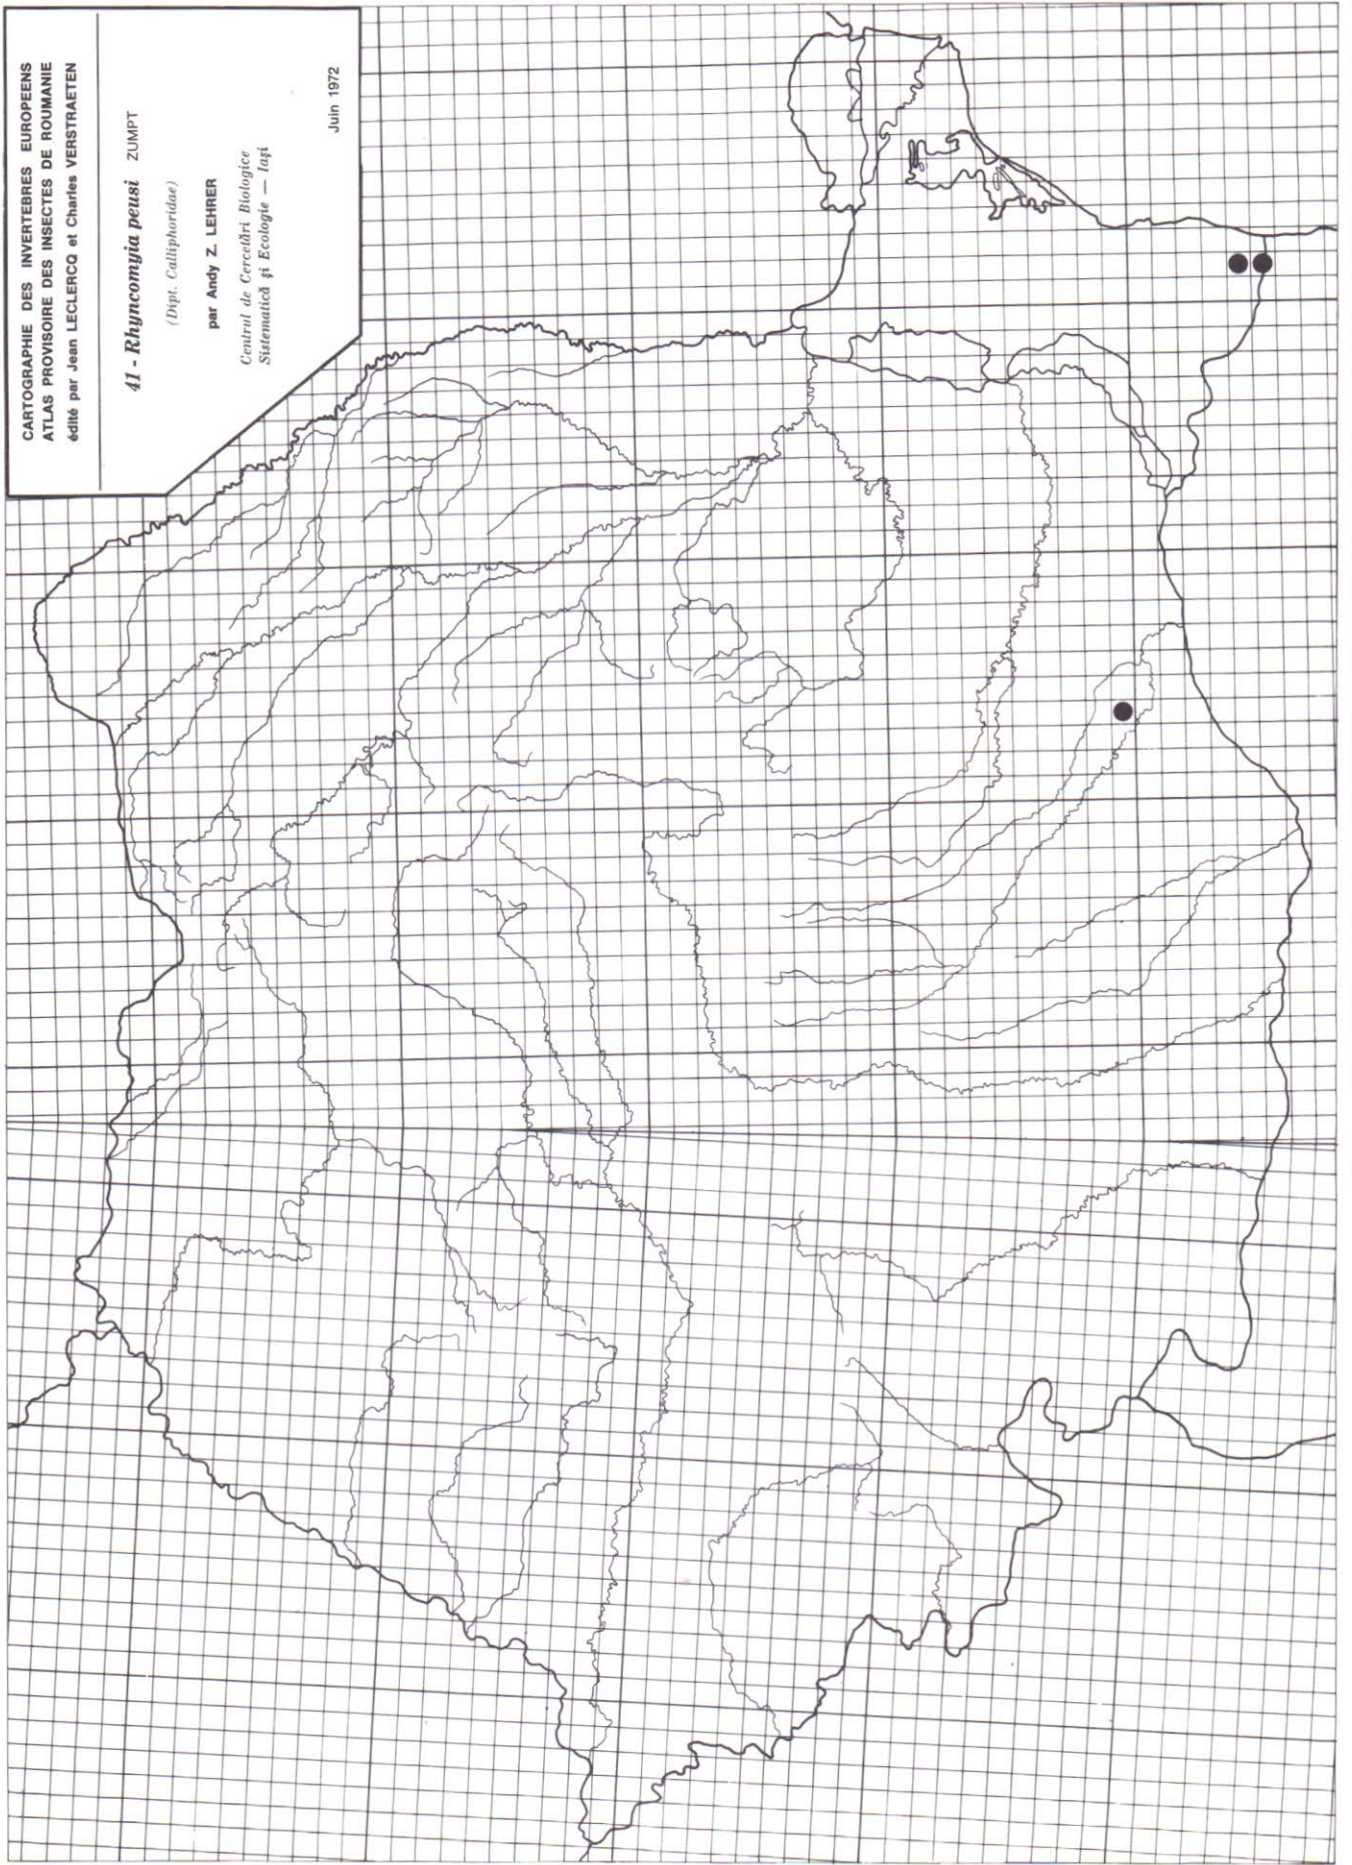 CARTOGRAPHIE DES INVERTEBRES EUROPEENS
ATLAS PROVISOIRE DES INSECTES DE ROUMANIE
édité par Jean LECLERCQ et Charles VERSTRAETEN
41 - Rhyncomyia peusi ZUMPT
(Dipt. Calliphoridae)
par Andy Z. LEHRER
Centrul de Cercetări Biologice
Sistematică şi Ecologie — Iaşi
Juin 1972